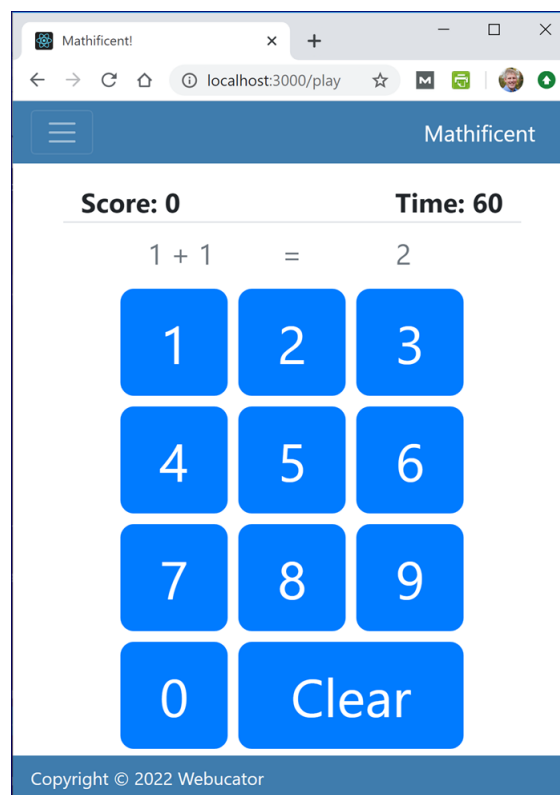 Mathificent!
localhost:3000/play
Mathificent
Score: 0 Time: 60
1 + 1 = 2
1 2 3
4 5 6
7 8 9
0 Clear
Copyright © 2022 Webucator